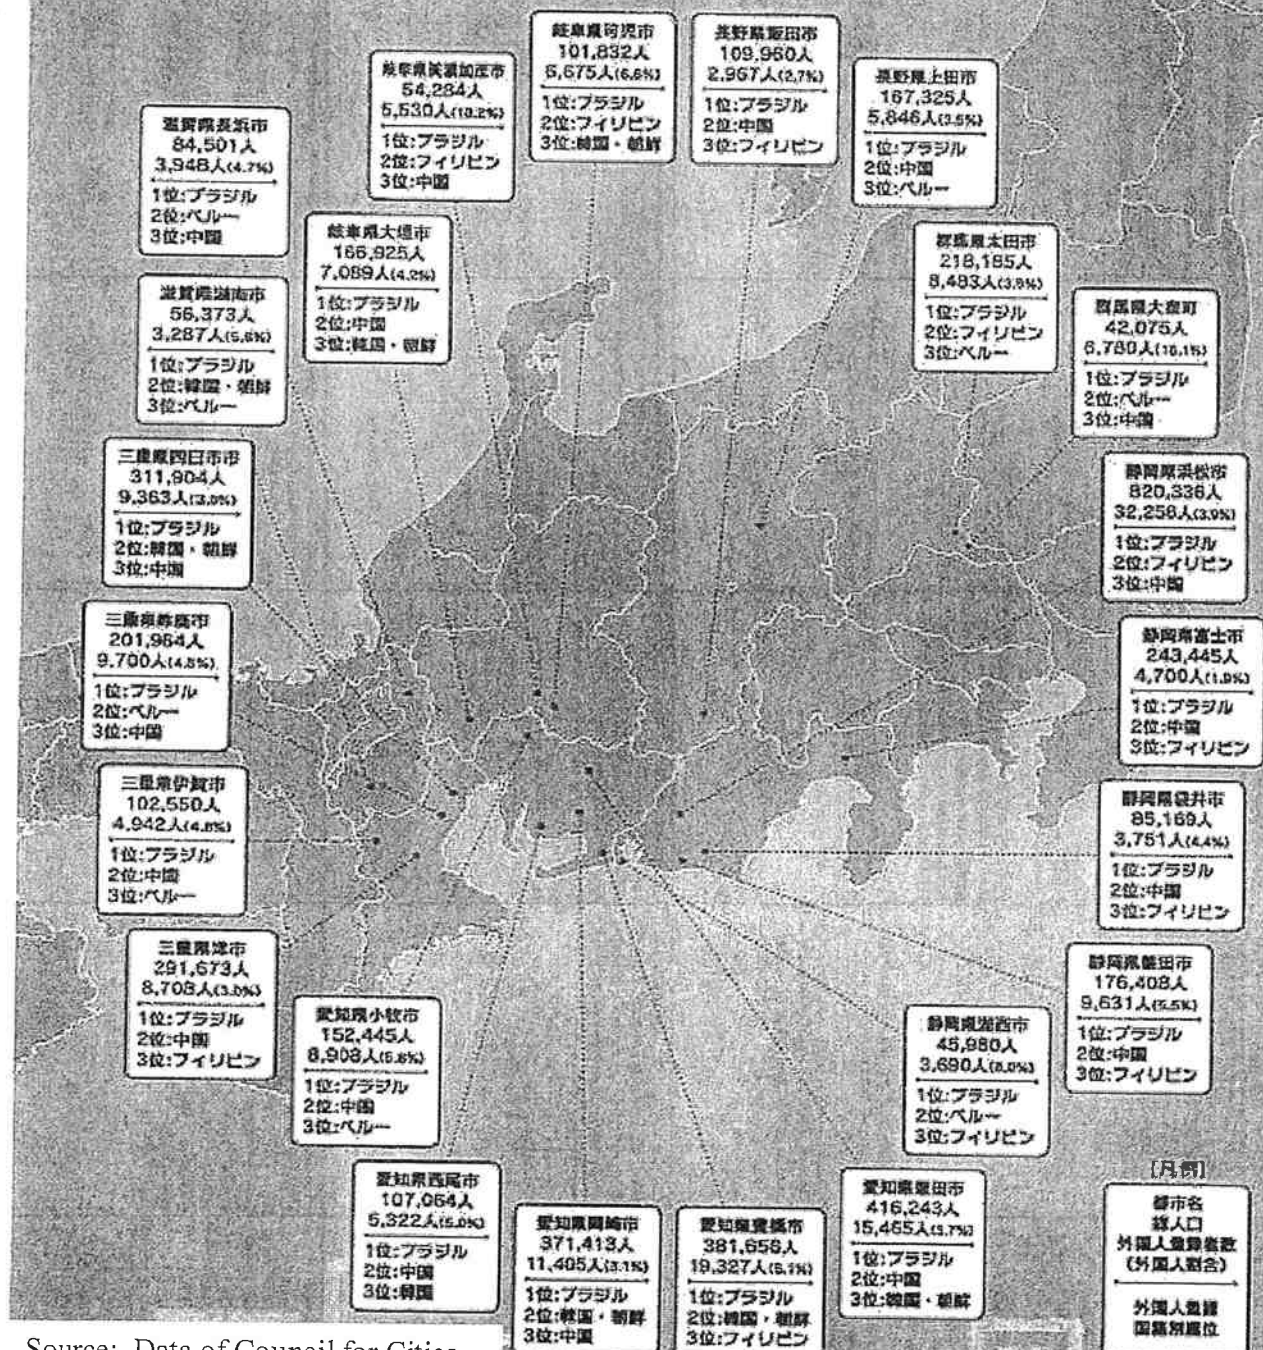 岐阜県可児市
101,832人
6,675人(6.6%)
1位:ブラジル
2位:フィリピン
3位:韓国・朝鮮
長野県飯田市
109,960人
2,967人(2.7%)
1位:ブラジル
2位:中国
3位:フィリピン
岐阜県美濃加茂市
54,284人
5,530人(10.2%)
1位:ブラジル
2位:フィリピン
3位:中国
長野県上田市
167,325人
5,846人(3.5%)
1位:ブラジル
2位:中国
3位:ペルー
滋賀県長浜市
84,501人
3,948人(4.7%)
1位:ブラジル
2位:ペルー
3位:中国
岐阜県大垣市
166,925人
7,089人(4.2%)
1位:ブラジル
2位:中国
3位:韓国・朝鮮
群馬県太田市
218,185人
8,483人(3.9%)
1位:ブラジル
2位:フィリピン
3位:ペルー
滋賀県湖南市
56,373人
3,287人(5.8%)
1位:ブラジル
2位:韓国・朝鮮
3位:ペルー
群馬県大泉町
42,075人
6,780人(16.1%)
1位:ブラジル
2位:ペルー
3位:中国
三重県四日市市
311,904人
9,363人(3.0%)
1位:ブラジル
2位:韓国・朝鮮
3位:中国
静岡県浜松市
820,336人
32,258人(3.9%)
1位:ブラジル
2位:フィリピン
3位:中国
三重県鈴鹿市
201,964人
9,700人(4.8%)
1位:ブラジル
2位:ペルー
3位:中国
静岡県富士市
243,445人
4,700人(1.9%)
1位:ブラジル
2位:中国
3位:フィリピン
三重県伊賀市
102,550人
4,942人(4.8%)
1位:ブラジル
2位:中国
3位:ペルー
静岡県袋井市
85,169人
3,751人(4.4%)
1位:ブラジル
2位:中国
3位:フィリピン
三重県津市
291,673人
8,708人(3.0%)
1位:ブラジル
2位:中国
3位:フィリピン
静岡県磐田市
176,408人
9,631人(5.5%)
1位:ブラジル
2位:中国
3位:フィリピン
愛知県小牧市
152,445人
8,908人(5.8%)
1位:ブラジル
2位:中国
3位:ペルー
静岡県湖西市
45,980人
3,690人(8.0%)
1位:ブラジル
2位:ペルー
3位:フィリピン
愛知県西尾市
107,064人
5,322人(5.0%)
1位:ブラジル
2位:中国
3位:韓国
愛知県岡崎市
371,413人
11,405人(3.1%)
1位:ブラジル
2位:韓国・朝鮮
3位:中国
愛知県豊橋市
381,658人
19,327人(5.1%)
1位:ブラジル
2位:韓国・朝鮮
3位:フィリピン
愛知県豊田市
416,243人
15,465人(3.7%)
1位:ブラジル
2位:中国
3位:韓国・朝鮮
[凡例]
都市名
総人口
外国人登録者数
(外国人割合)
外国人登録
国籍別順位
Source: Data of Council for Cities